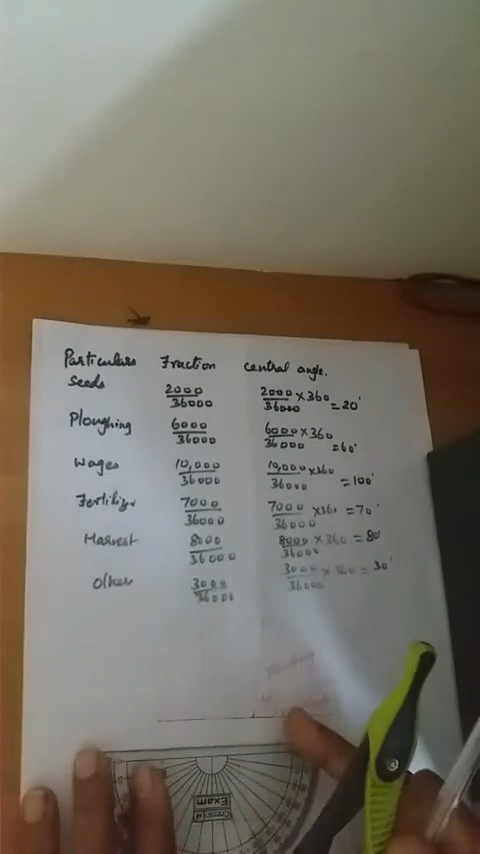 Particulars Fraction central angle.
Seeds 2000/36000 2000/36000 ×360 = 20°
Ploughing 6000/36000 6000/36000 ×360 = 60°
Wages 10,000/36000 10,000/36000 ×360 = 100°
Fertilizer 7000/36000 7000/36000 ×360 = 70°
Harvest 8000/36000 8000/36000 × 360 = 80°
Other 3000/36000 3000/36000 × 360 = 30°
Exam